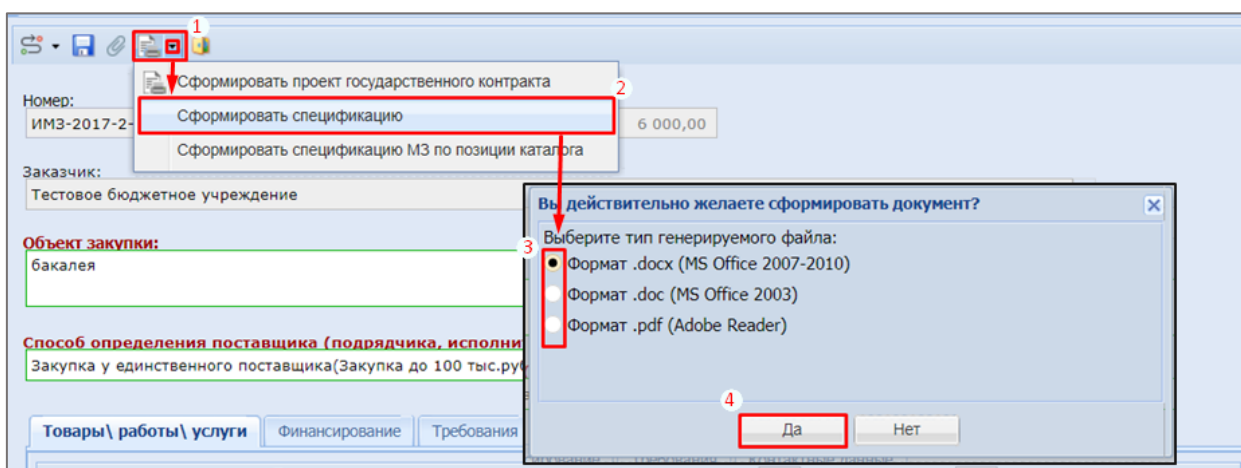 1
Сформировать проект государственного контракта
2
Номер:
ИМЗ-2017-2-
Сформировать спецификацию
6 000,00
Сформировать спецификацию МЗ по позиции каталога
Заказчик:
Тестовое бюджетное учреждение
Вы действительно желаете сформировать документ?
Объект закупки:
3
Выберите тип генерируемого файла:
бакалея
Формат .docx (MS Office 2007-2010)
Формат .doc (MS Office 2003)
Формат .pdf (Adobe Reader)
Способ определения поставщика (подрядчика, исполни
Закупка у единственного поставщика(Закупка до 100 тыс.руб
4
Да
Нет
Товары\ работы\ услуги
Финансирование
Требования